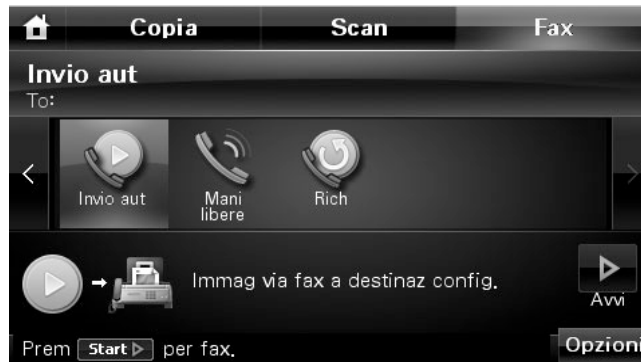 Copia Scan Fax
Invio aut
To:
Invio aut Mani libere Rich
Immag via fax a destinaz config.
Avvi
Prem Start per fax. Opzioni